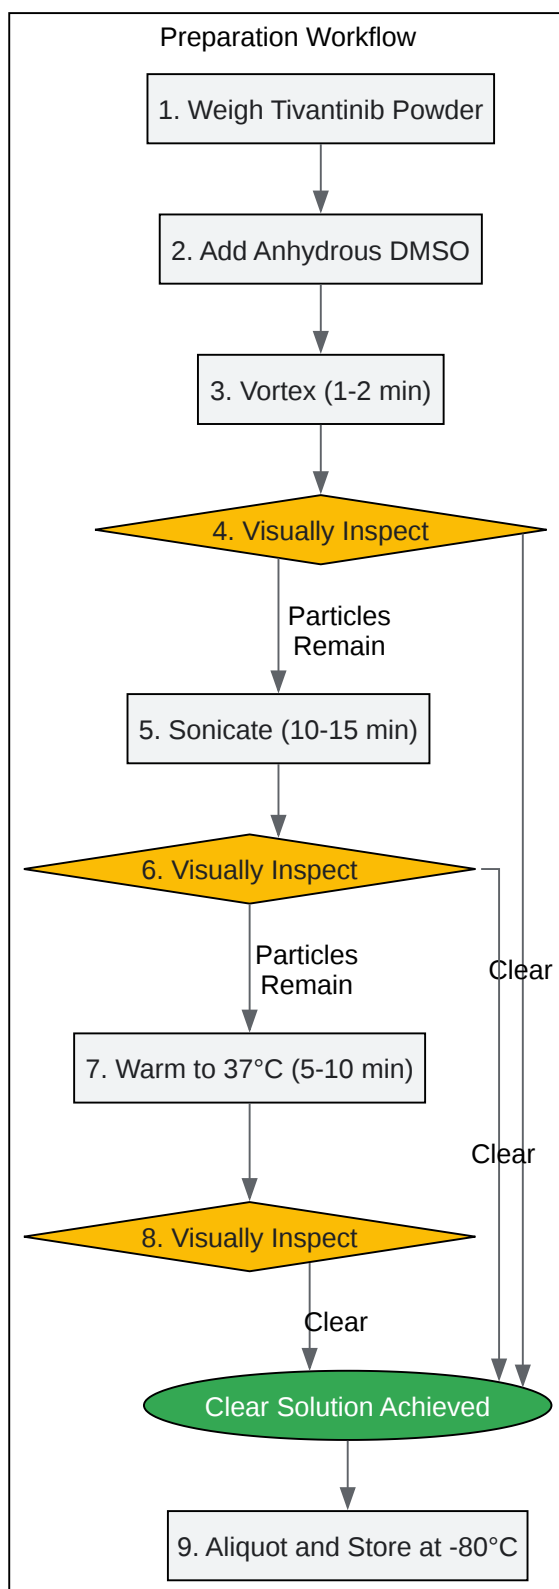 Preparation Workflow
1. Weigh Tivantinib Powder
2. Add Anhydrous DMSO
3. Vortex (1-2 min)
4. Visually Inspect
Particles
Remain
5. Sonicate (10-15 min)
6. Visually Inspect
Particles
Remain
Clear
7. Warm to 37°C (5-10 min)
Clear
8. Visually Inspect
Clear
Clear Solution Achieved
9. Aliquot and Store at -80°C